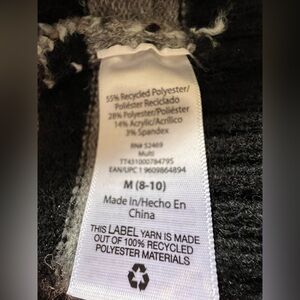 55% Recycled Polyester/
Poliéster Reciclado
28% Polyester/Poliéster
14% Acrylic/Acrílico
3% Spandex
RN# 52469
Multi
TT431000784795
EAN/UPC 19609864894
M (8-10)
Made In/Hecho En
China
THIS LABEL YARN IS MADE
OUT OF 100% RECYCLED
POLYESTER MATERIALS